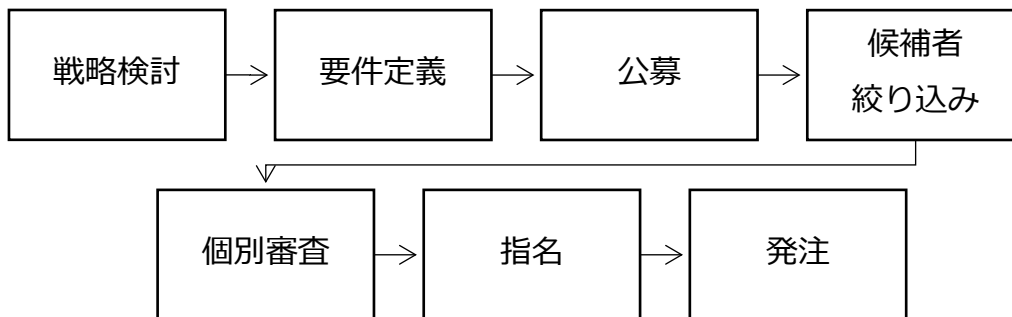 戦略検討
要件定義
公募
候補者
絞り込み
個別審査
指名
発注